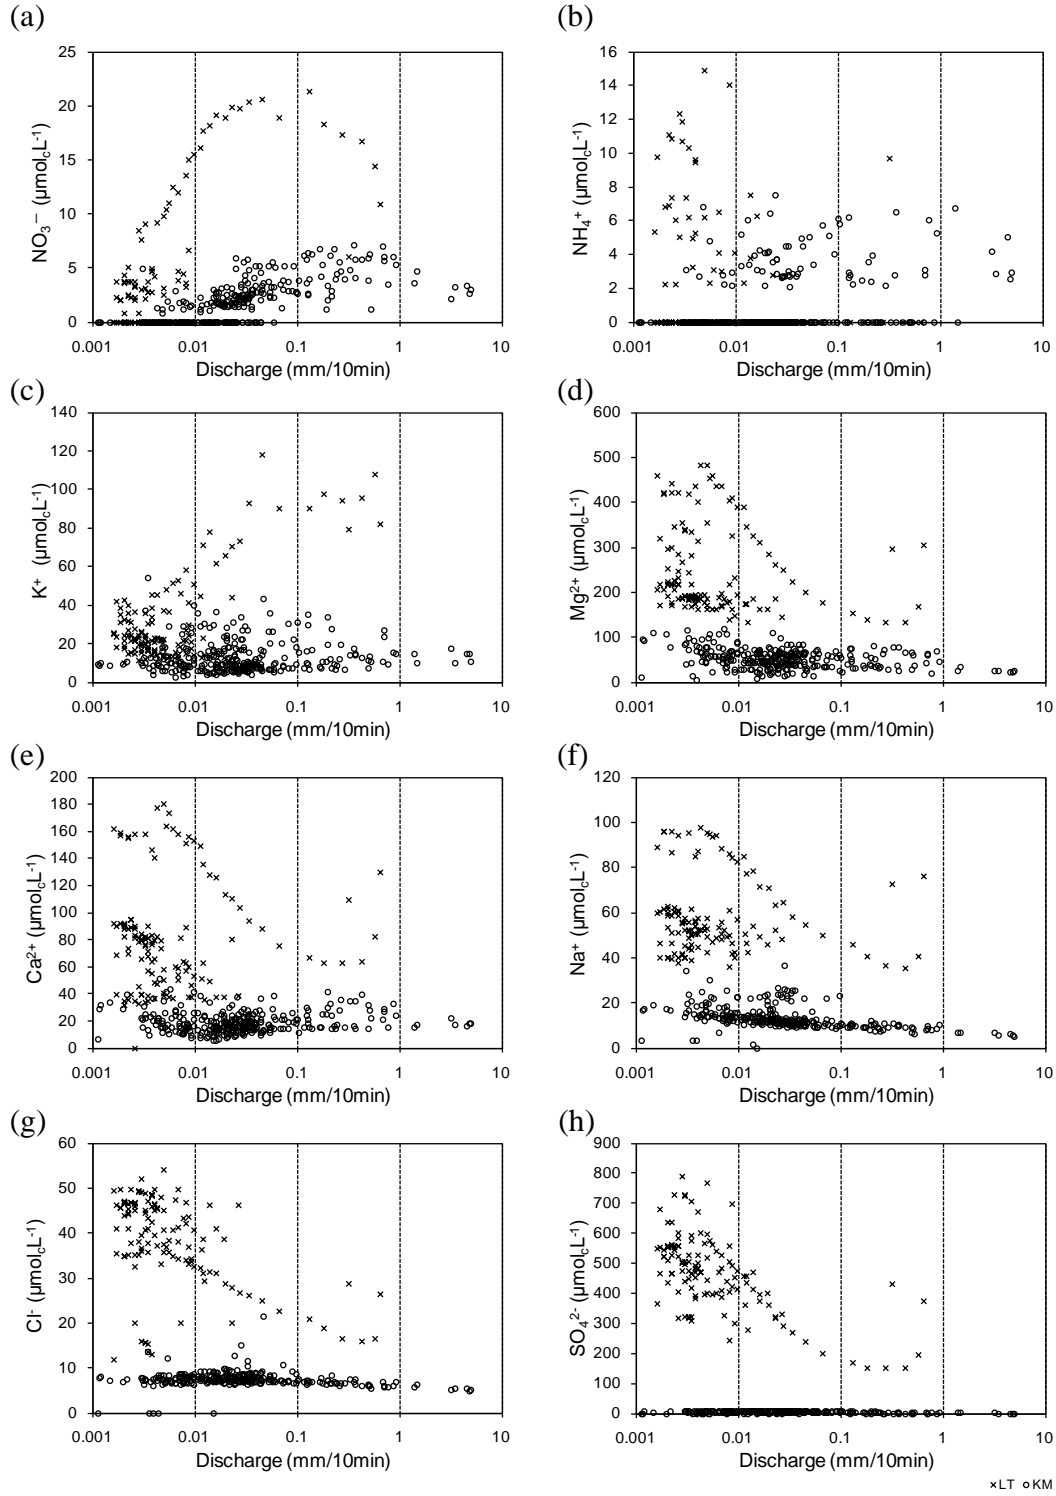 (a)
25
20
15
10
5
0
NO₃⁻ (μmolcL⁻¹)
0.001 0.01 0.1 1 10
Discharge (mm/10min)
(b)
16
14
12
10
8
6
4
2
0
NH₄⁺ (μmolcL⁻¹)
0.001 0.01 0.1 1 10
Discharge (mm/10min)
(c)
140
120
100
80
60
40
20
0
K⁺ (μmolcL⁻¹)
0.001 0.01 0.1 1 10
Discharge (mm/10min)
(d)
600
500
400
300
200
100
0
Mg²⁺ (μmolcL⁻¹)
0.001 0.01 0.1 1 10
Discharge (mm/10min)
(e)
200
180
160
140
120
100
80
60
40
20
0
Ca²⁺ (μmolcL⁻¹)
0.001 0.01 0.1 1 10
Discharge (mm/10min)
(f)
120
100
80
60
40
20
0
Na⁺ (μmolcL⁻¹)
0.001 0.01 0.1 1 10
Discharge (mm/10min)
(g)
60
50
40
30
20
10
0
Cl⁻ (μmolcL⁻¹)
0.001 0.01 0.1 1 10
Discharge (mm/10min)
(h)
900
800
700
600
500
400
300
200
100
0
SO₄²⁻ (μmolcL⁻¹)
0.001 0.01 0.1 1 10
Discharge (mm/10min)
×LT ○KM